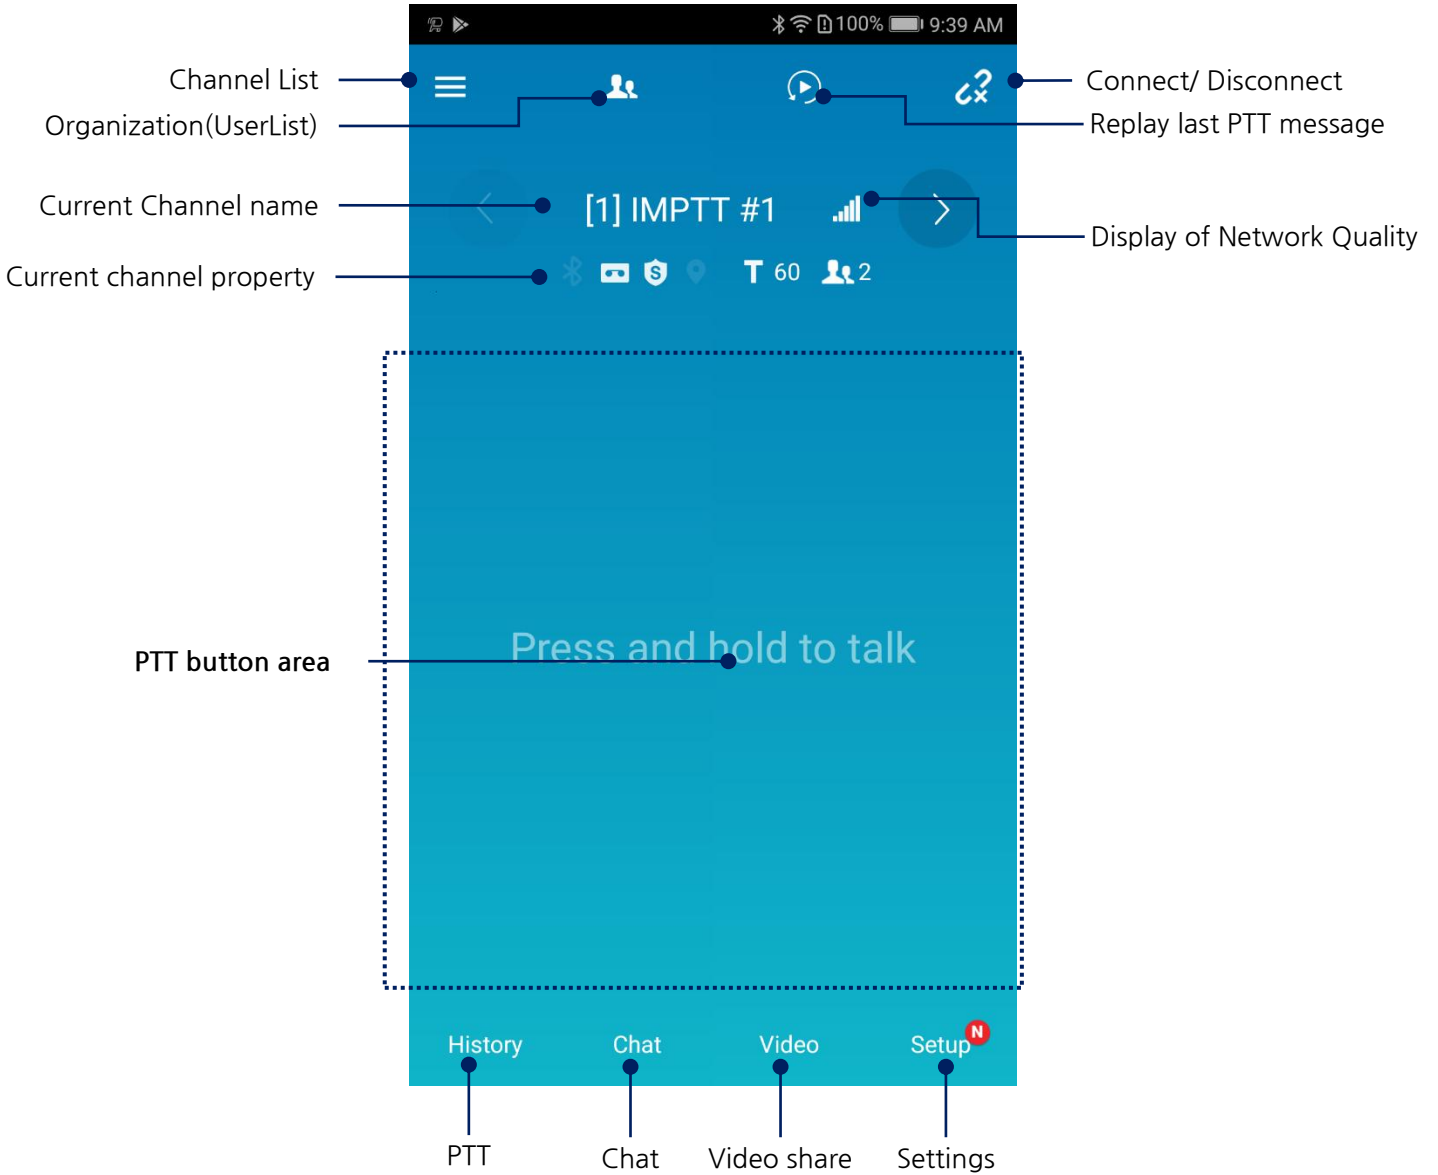 100% 9:39 AM
Channel List
Connect/ Disconnect
Organization(UserList)
Replay last PTT message
Current Channel name
[1] IMPTT #1
Display of Network Quality
Current channel property
S
T 60 2
PTT button area
Press and hold to talk
History Chat Video Setup N
PTT Chat Video share Settings